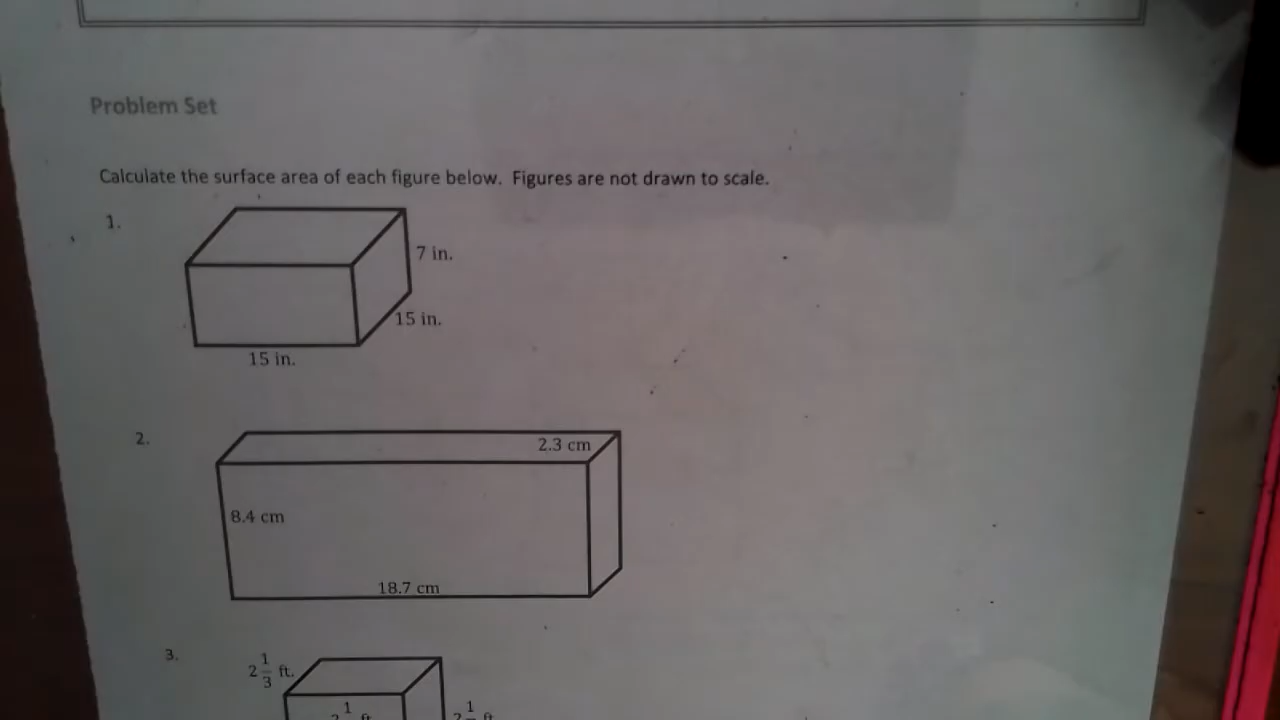 Problem Set
Calculate the surface area of each figure below. Figures are not drawn to scale.
1.
7 in.
15 in.
15 in.
2.
2.3 cm
8.4 cm
18.7 cm
3.
2 1/3 ft.